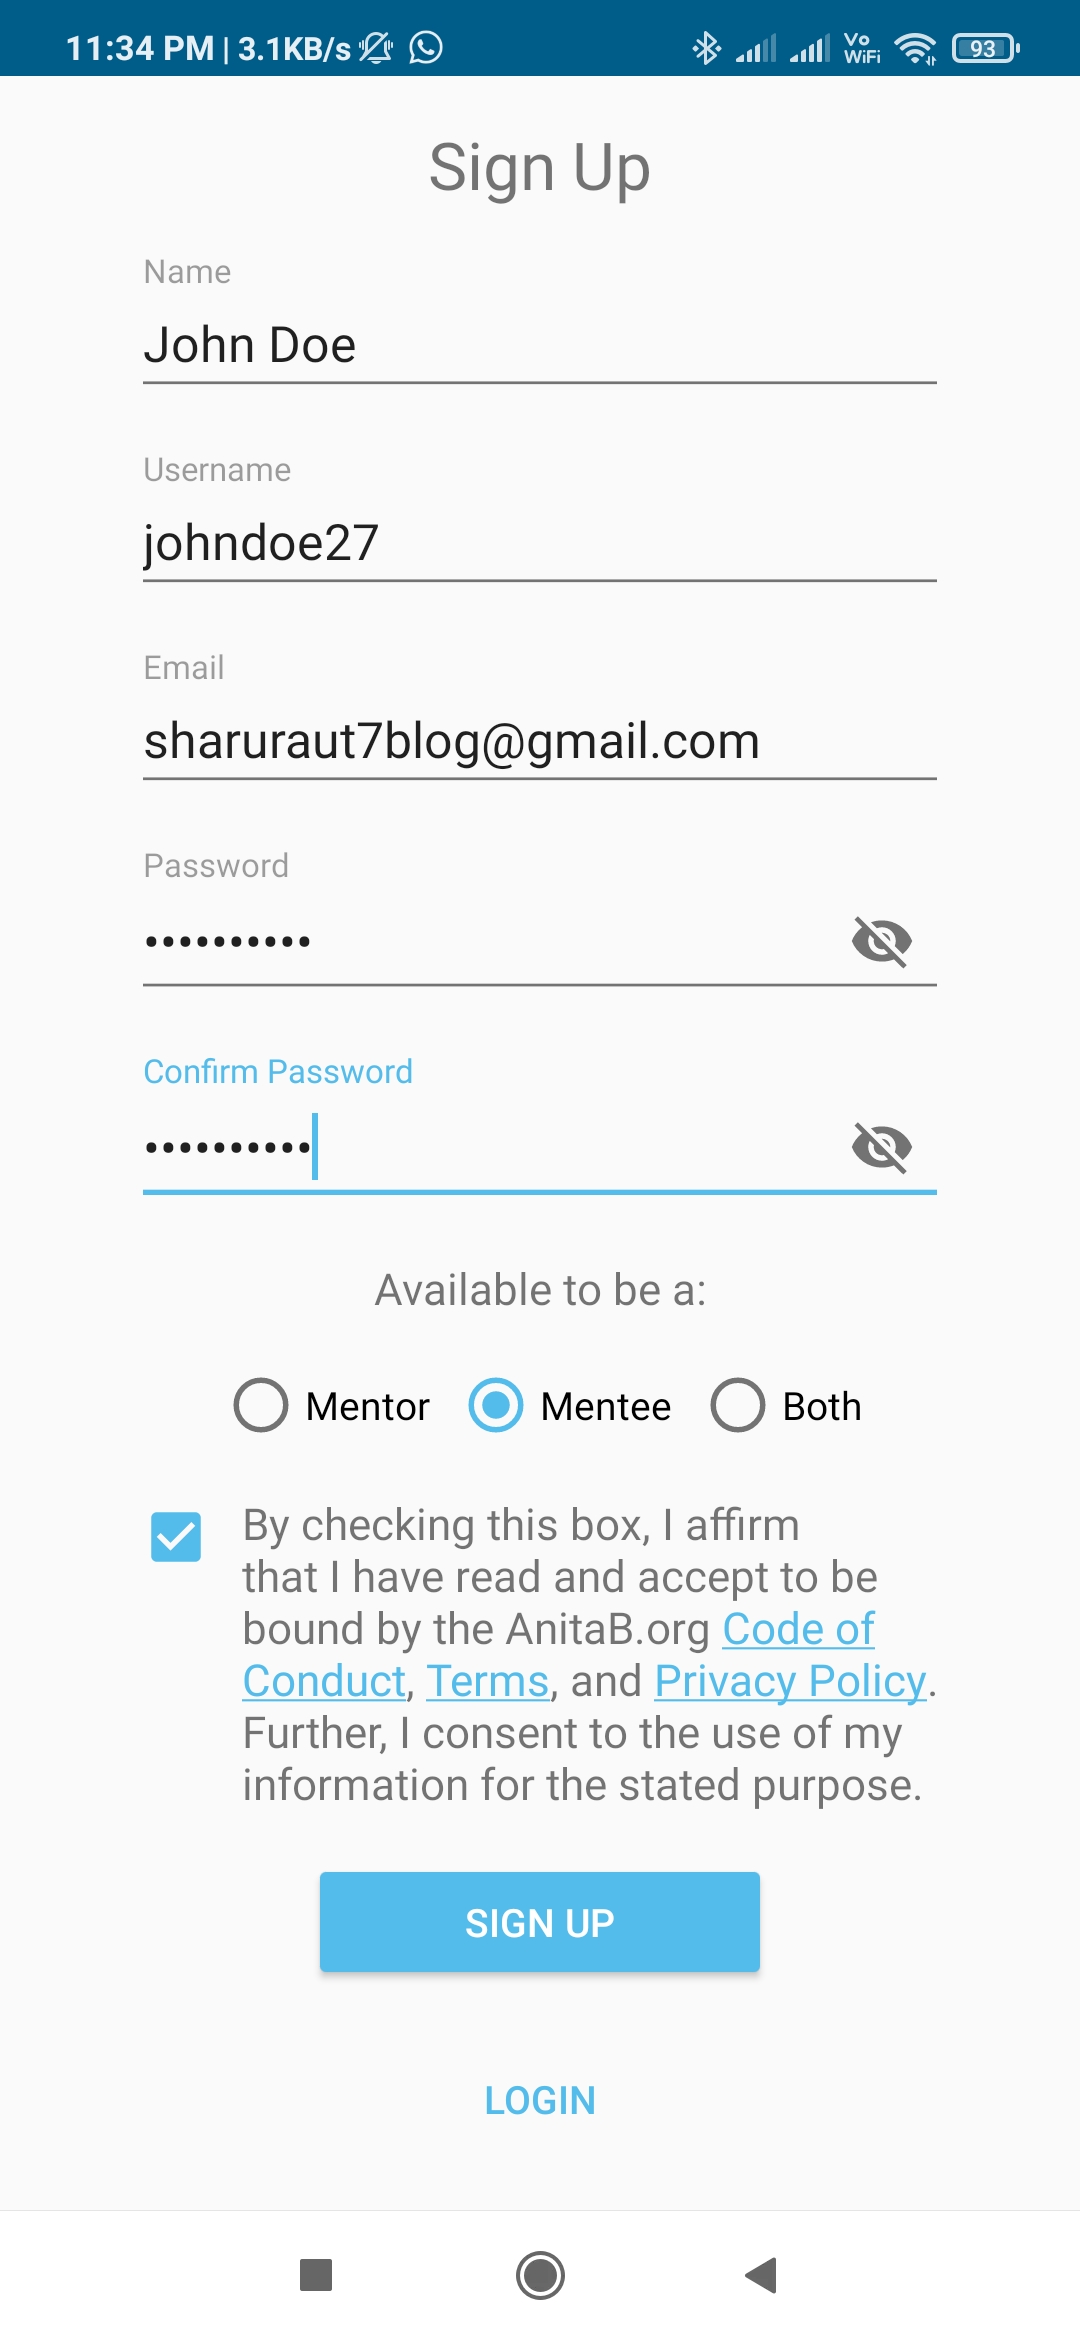 11:34 PM | 3.1KB/s Vo WiFi 93
Sign Up
Name
John Doe
Username
johndoe27
Email
sharuraut7blog@gmail.com
Password
••••••••••
Confirm Password
••••••••••
Available to be a:
Mentor Mentee Both
By checking this box, I affirm
that I have read and accept to be
bound by the AnitaB.org Code of
Conduct, Terms, and Privacy Policy.
Further, I consent to the use of my
information for the stated purpose.
SIGN UP
LOGIN